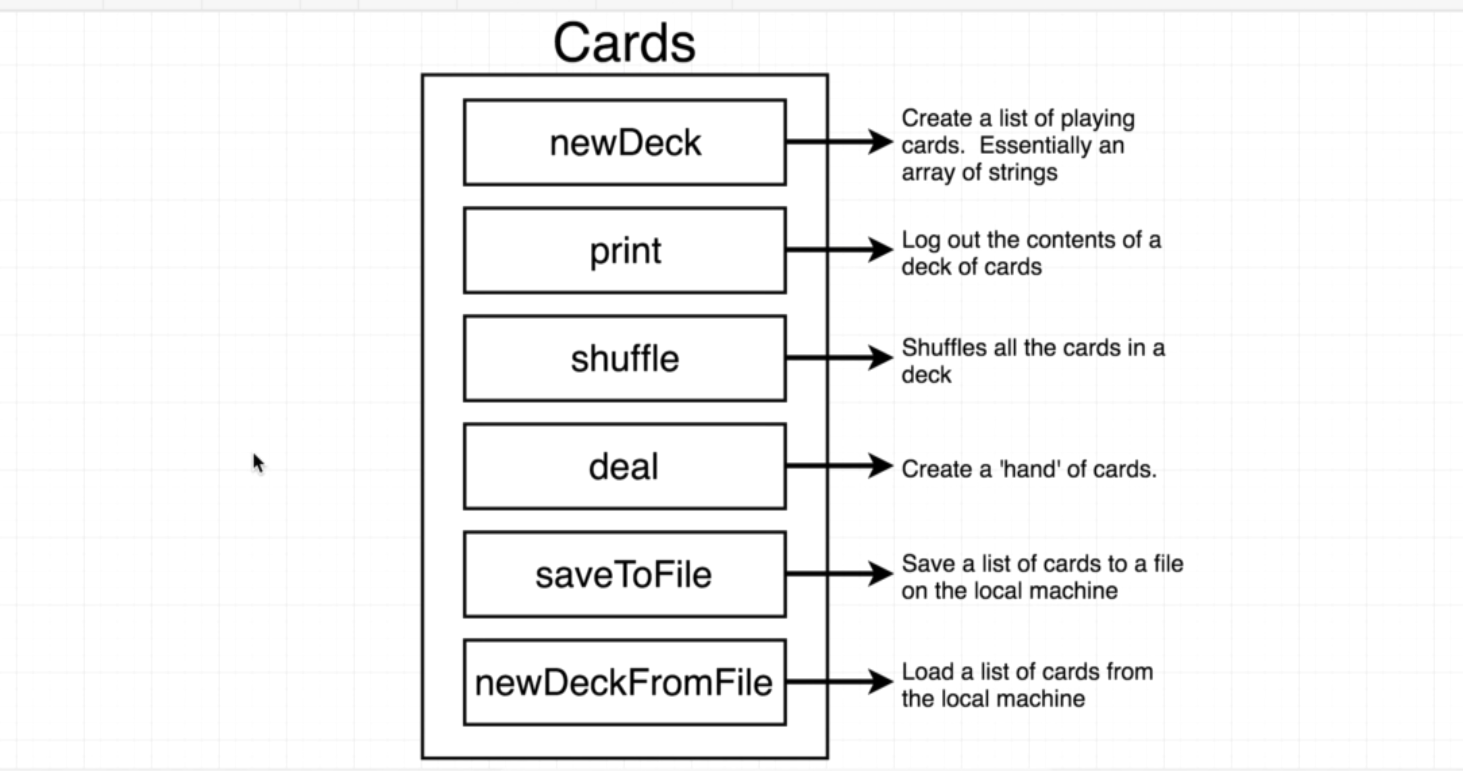 Cards
newDeck
Create a list of playing
cards.  Essentially an
array of strings
print
Log out the contents of a
deck of cards
shuffle
Shuffles all the cards in a
deck
deal
Create a 'hand' of cards.
saveToFile
Save a list of cards to a file
on the local machine
newDeckFromFile
Load a list of cards from
the local machine